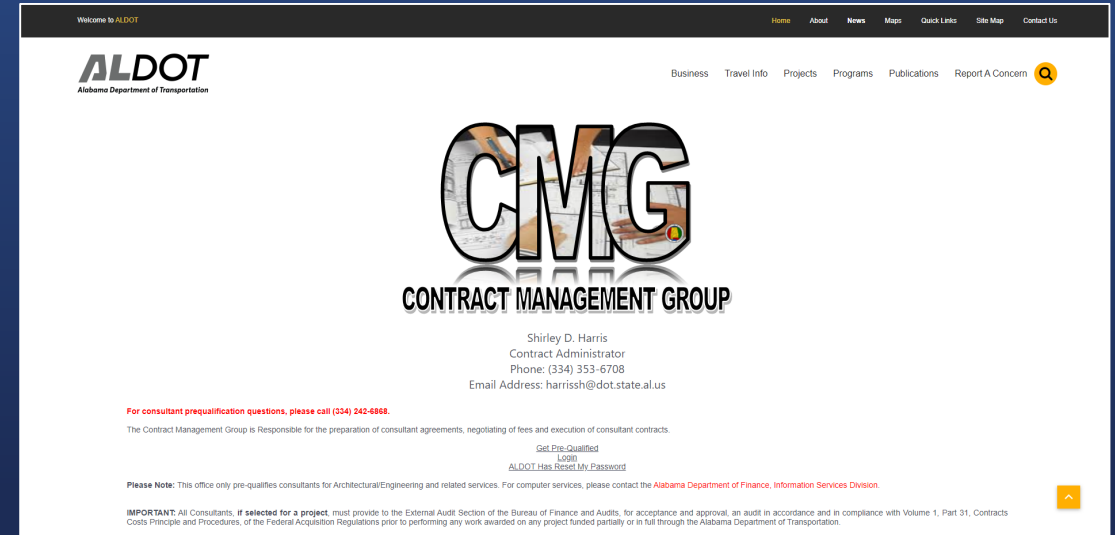 Welcome to ALDOT
Home About News Maps Quick Links Site Map Contact Us
ALDOT
Alabama Department of Transportation
Business Travel Info Projects Programs Publications Report A Concern
CMG
CONTRACT MANAGEMENT GROUP
Shirley D. Harris
Contract Administrator
Phone: (334) 353-6708
Email Address: harrissh@dot.state.al.us
For consultant prequalification questions, please call (334) 242-6868.
The Contract Management Group is Responsible for the preparation of consultant agreements, negotiating of fees and execution of consultant contracts.
Get Pre-Qualified
Login
ALDOT Has Reset My Password
Please Note: This office only pre-qualifies consultants for Architectural/Engineering and related services. For computer services, please contact the Alabama Department of Finance, Information Services Division.
IMPORTANT: All Consultants, if selected for a project, must provide to the External Audit Section of the Bureau of Finance and Audits, for acceptance and approval, an audit in accordance and in compliance with Volume 1, Part 31, Contracts
Costs Principle and Procedures, of the Federal Acquisition Regulations prior to performing any work awarded on any project funded partially or in full through the Alabama Department of Transportation.